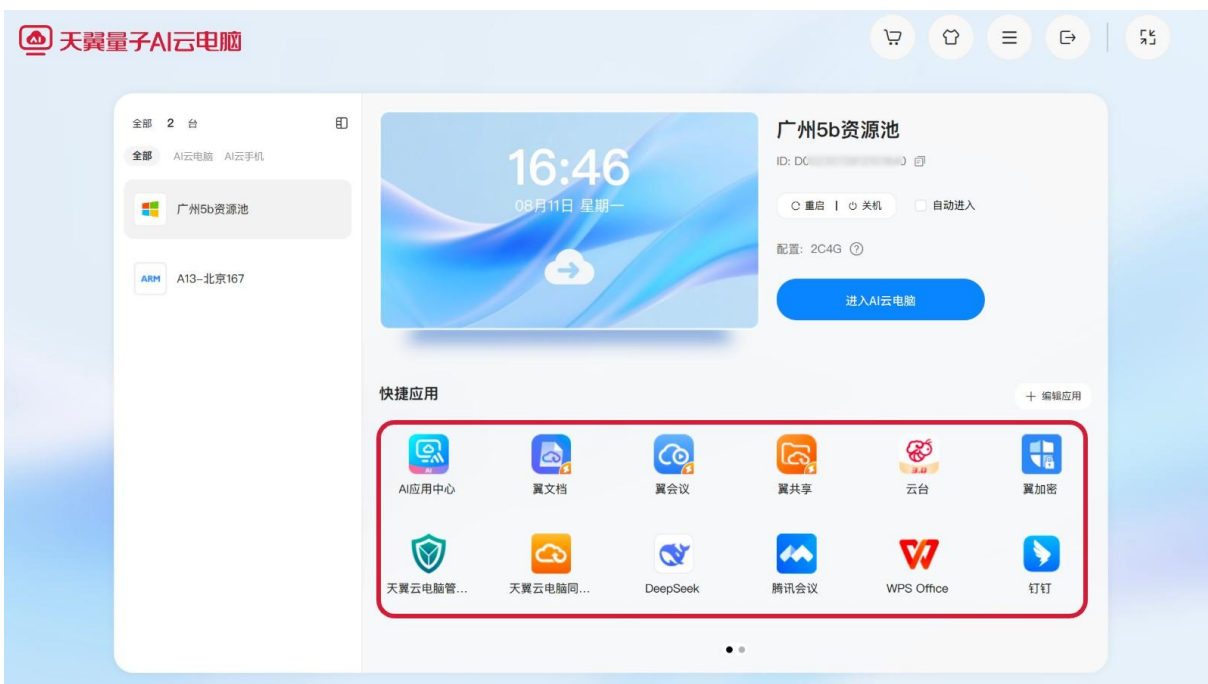 天翼量子AI云电脑
全部 2 台
全部 AI云电脑 AI云手机
广州5b资源池
ARM A13-北京167
16:46
08月11日 星期一
广州5b资源池
ID: D0
重启 | 关机 自动进入
配置: 2C4G
进入AI云电脑
快捷应用
+ 编辑应用
AI
3.0
AI应用中心 翼文档 翼会议 翼共享 云台 翼加密
天翼云电脑管... 天翼云电脑同... DeepSeek 腾讯会议 WPS Office 钉钉